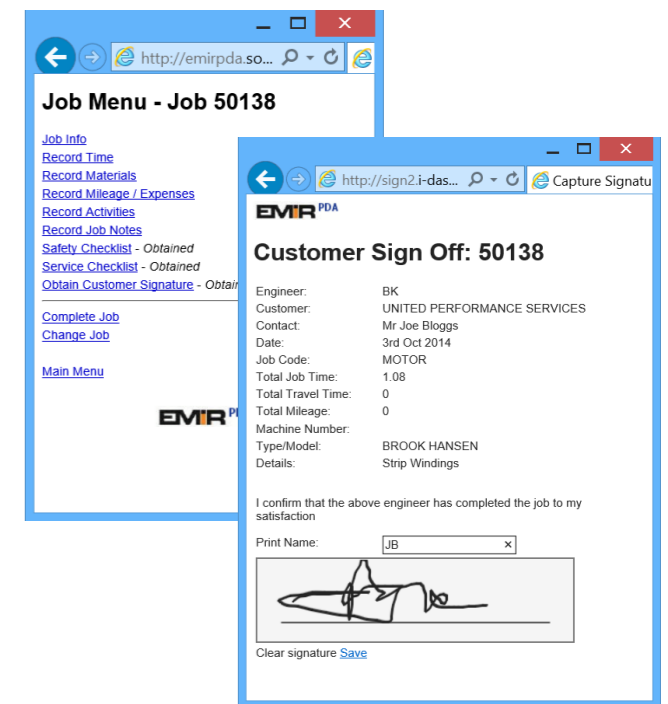 http://emirpda.so...
Job Menu - Job 50138
Job Info
Record Time
Record Materials
Record Mileage / Expenses
Record Activities
Record Job Notes
Safety Checklist - Obtained
Service Checklist - Obtained
Obtain Customer Signature - Obtai
Complete Job
Change Job
Main Menu
EMiR
http://sign2.i-das...
Capture Signatu
EMiR PDA
Customer Sign Off: 50138
Engineer: BK
Customer: UNITED PERFORMANCE SERVICES
Contact: Mr Joe Bloggs
Date: 3rd Oct 2014
Job Code: MOTOR
Total Job Time: 1.08
Total Travel Time: 0
Total Mileage: 0
Machine Number:
Type/Model: BROOK HANSEN
Details: Strip Windings
I confirm that the above engineer has completed the job to my
satisfaction
Print Name: JB
Clear signature Save